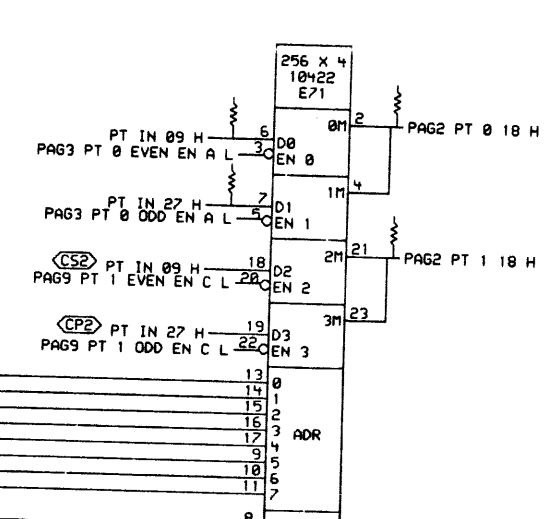 256 X 4
10422
E71
PT IN 09 H 6 D0 0M 2 PAG2 PT 0 18 H
PAG3 PT 0 EVEN EN A L 3 EN 0
PT IN 27 H 7 D1 1M 4
PAG3 PT 0 ODD EN A L 5 EN 1
CS2 PT IN 09 H 18 D2 2M 21 PAG2 PT 1 18 H
PAG9 PT 1 EVEN EN C L 20 EN 2
CP2 PT IN 27 H 19 D3 3M 23
PAG9 PT 1 ODD EN C L 22 EN 3
13 0
14 1
15 2
16 3 ADR
17 4
9 5
10 6
11 7